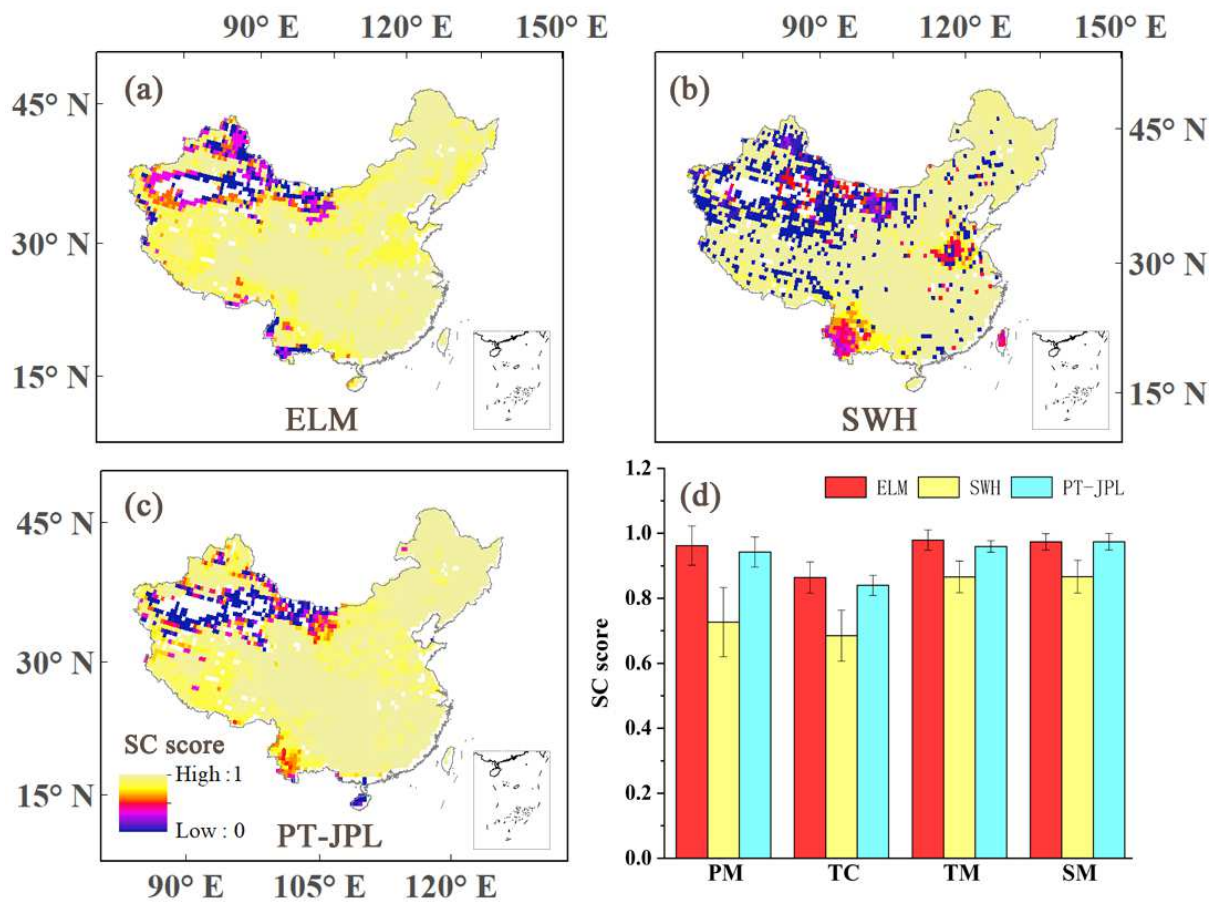 90° E 120° E 150° E
90° E 120° E 150° E
(a)
45° N
30° N
15° N
ELM
(b)
45° N
30° N
15° N
SWH
(c)
45° N
30° N
15° N
SC score
High : 1
Low : 0
PT-JPL
90° E 105° E 120° E
(d)
ELM SWH PT-JPL
SC score
1.2
1.0
0.8
0.6
0.4
0.2
0.0
PM TC TM SM